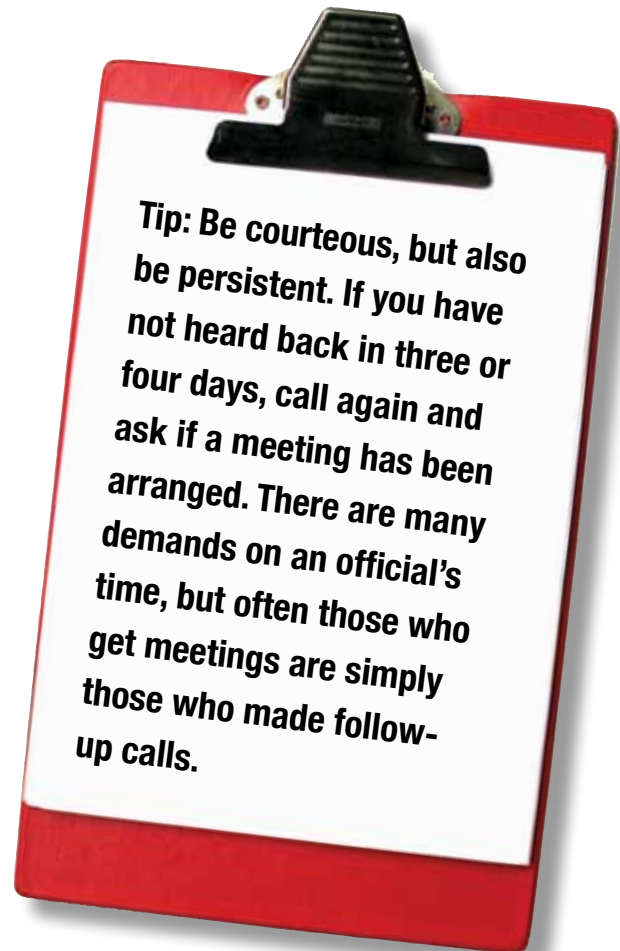 Tip: Be courteous, but also
be persistent. If you have
not heard back in three or
four days, call again and
ask if a meeting has been
arranged. There are many
demands on an official’s
time, but often those who
get meetings are simply
those who made follow-
up calls.